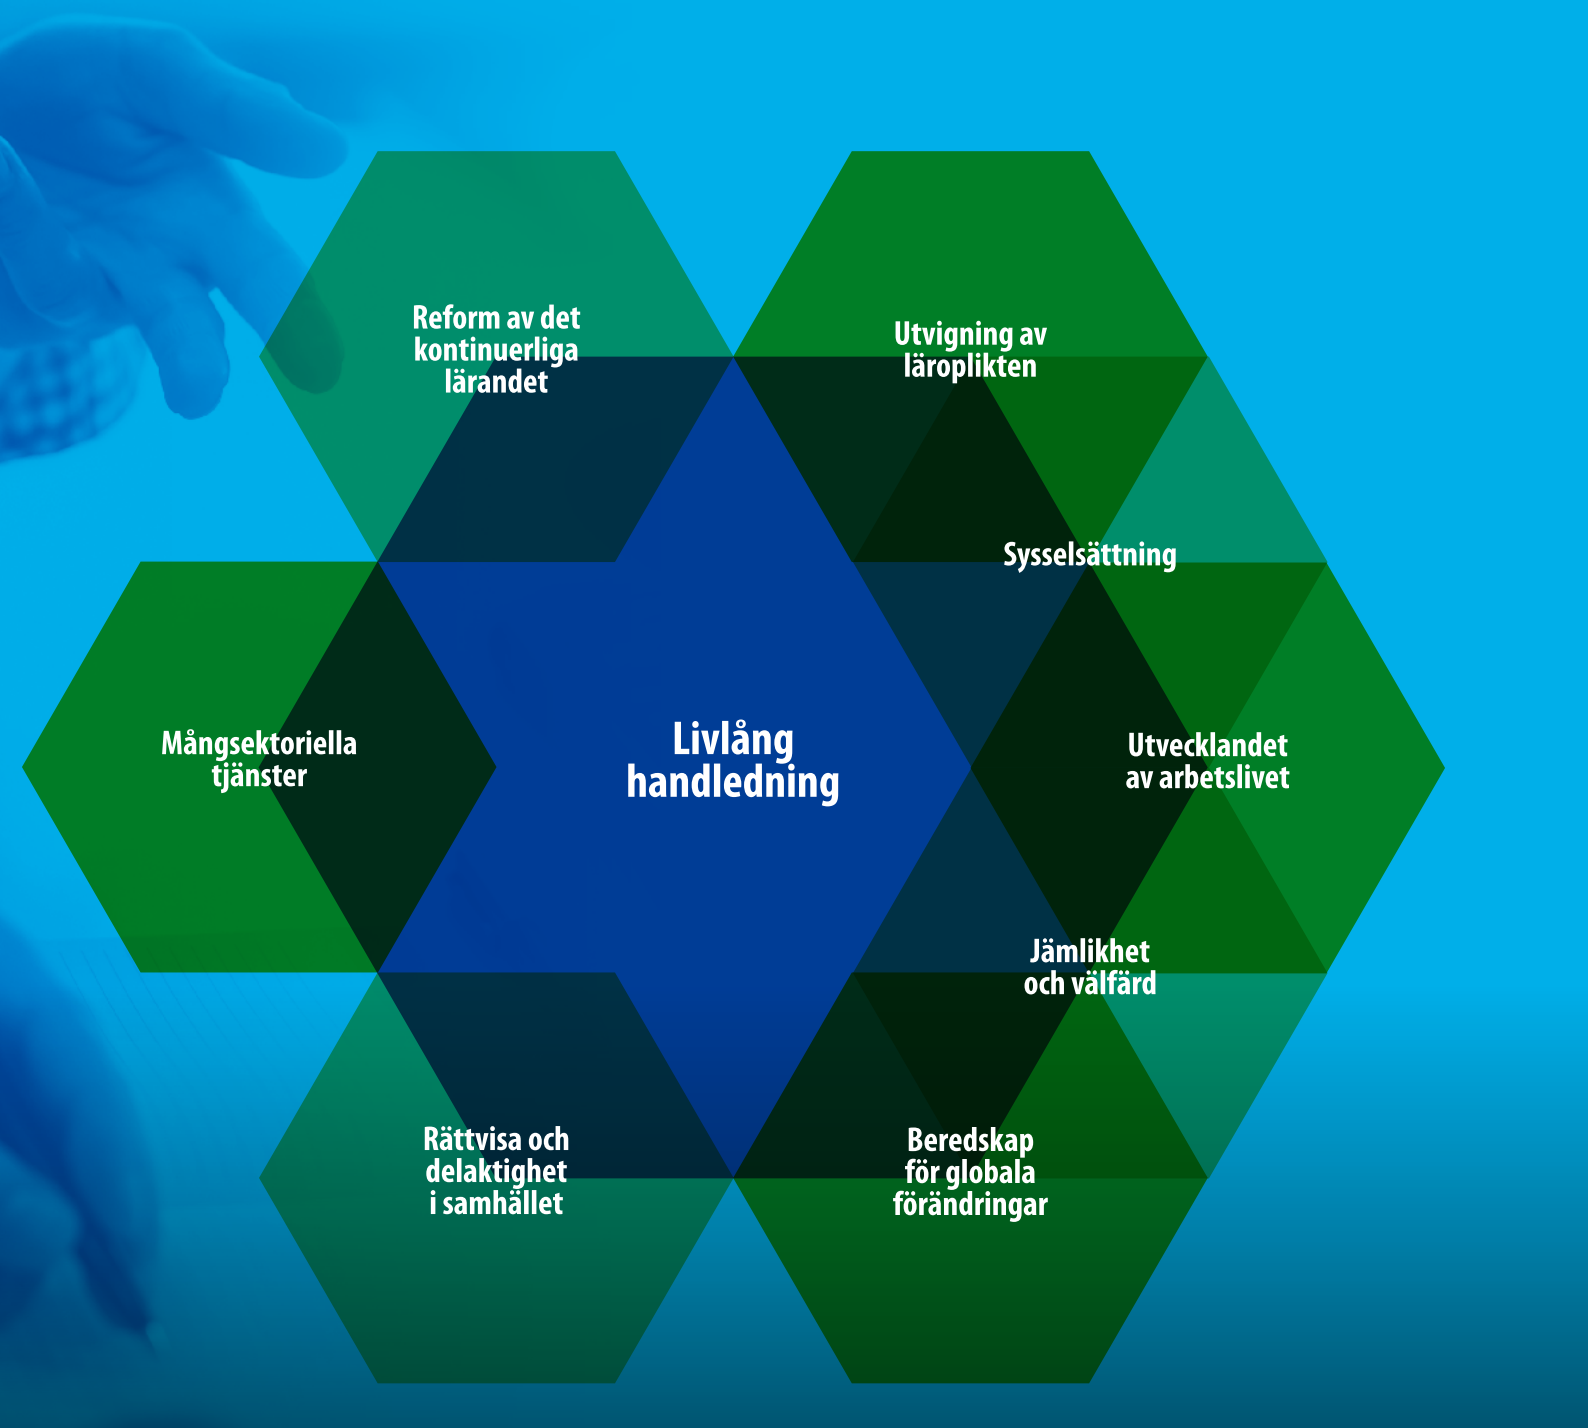 Reform av det
kontinuerliga
lärandet
Utvigning av
läroplikten
Sysselsättning
Mångsektoriella
tjänster
Livlång
handledning
Utvecklandet
av arbetslivet
Jämlikhet
och välfärd
Rättvisa och
delaktighet
i samhället
Beredskap
för globala
förändringar